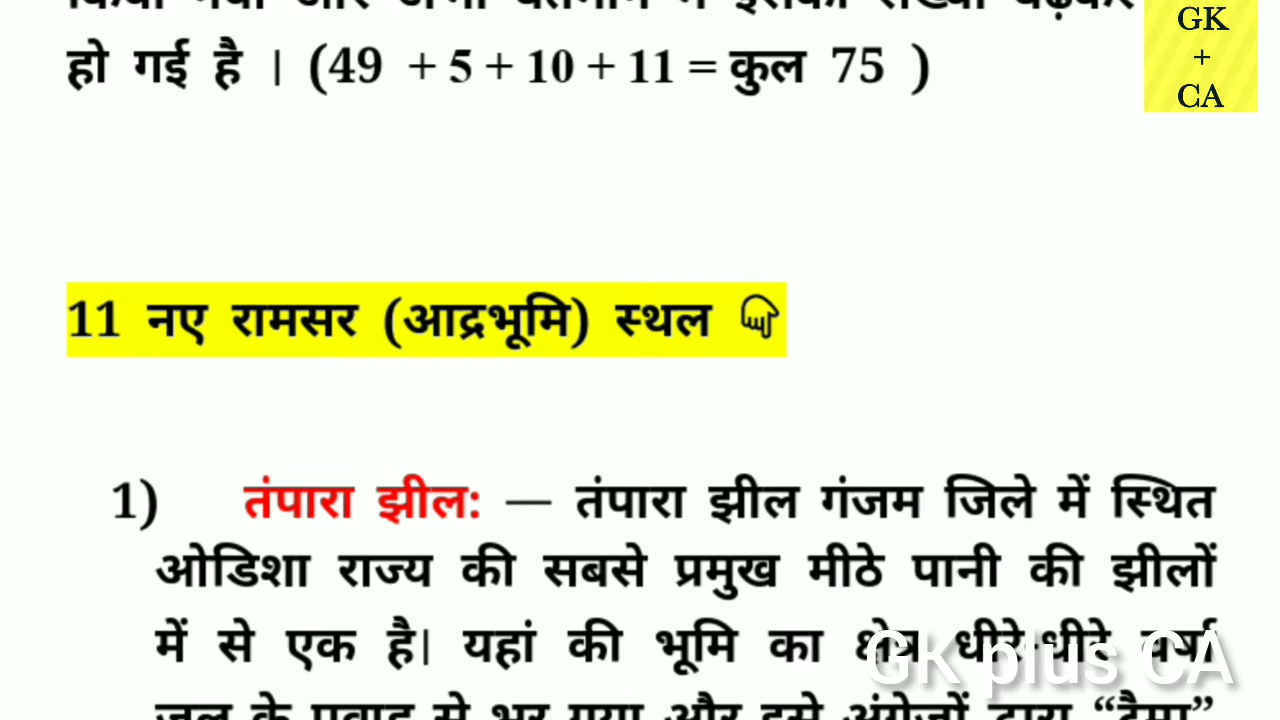 हो गई है । (49 + 5 + 10 + 11 = कुल 75 )
GK
+
CA
11 नए रामसर (आद्रभूमि) स्थल
1) तंपारा झील: — तंपारा झील गंजम जिले में स्थित
ओडिशा राज्य की सबसे प्रमुख मीठे पानी की झीलों
में से एक है। यहां की भूमि का क्षेत्र धीरे-धीरे वर्षा
GK plus CA